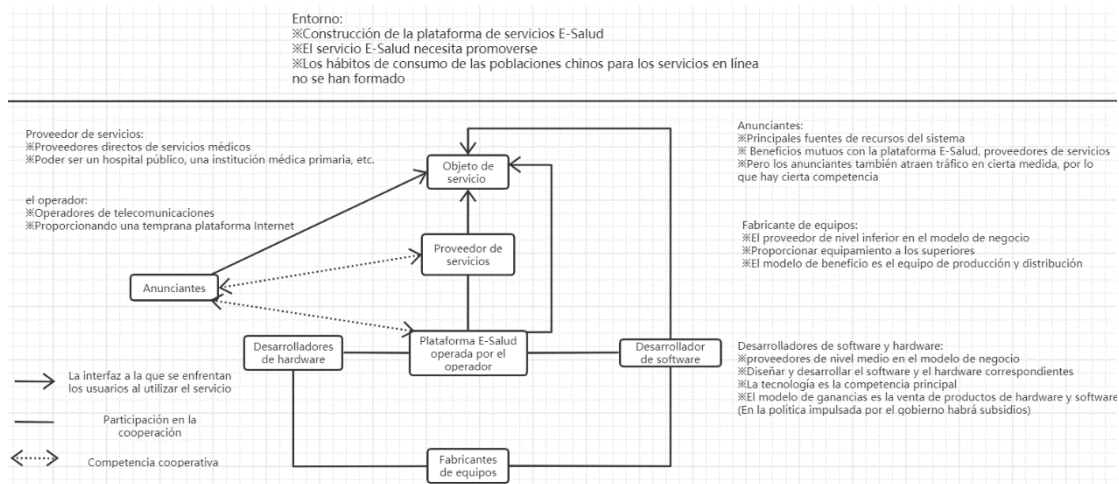 Entorno:
※Construcción de la plataforma de servicios E-Salud
※El servicio E-Salud necesita promoverse
※Los hábitos de consumo de las poblaciones chinos para los servicios en línea
no se han formado
Proveedor de servicios:
※Proveedores directos de servicios médicos
※Poder ser un hospital público, una institución médica primaria, etc.
el operador:
※Operadores de telecomunicaciones
※Proporcionando una temprana plataforma Internet
Objeto de
servicio
Proveedor de
servicios
Anunciantes
Desarrolladores
de hardware
Plataforma E-Salud
operada por el
operador
Desarrollador
de software
Fabricantes
de equipos
Anunciantes:
※Principales fuentes de recursos del sistema
※ Beneficios mutuos con la plataforma E-Salud, proveedores de servicios
※Pero los anunciantes también atraen tráfico en cierta medida, por lo
que hay cierta competencia
Fabricante de equipos:
※El proveedor de nivel inferior en el modelo de negocio
※Proporcionar equipamiento a los superiores
※El modelo de beneficio es el equipo de producción y distribución
Desarrolladores de software y hardware:
※proveedores de nivel medio en el modelo de negocio
※Diseñar y desarrollar el software y el hardware correspondientes
※La tecnología es la competencia principal
※El modelo de ganancias es la venta de productos de hardware y software
(En la política impulsada por el gobierno habrá subsidios)
La interfaz a la que se enfrentan
los usuarios al utilizar el servicio
Participación en la
cooperación
Competencia cooperativa